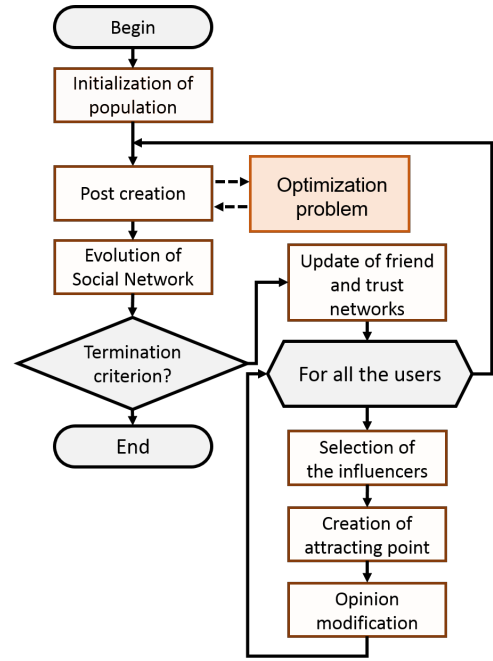 Begin
Initialization of
population
Post creation
Optimization
problem
Evolution of
Social Network
Update of friend
and trust
networks
Termination
criterion?
For all the users
End
Selection of
the influencers
Creation of
attracting point
Opinion
modification